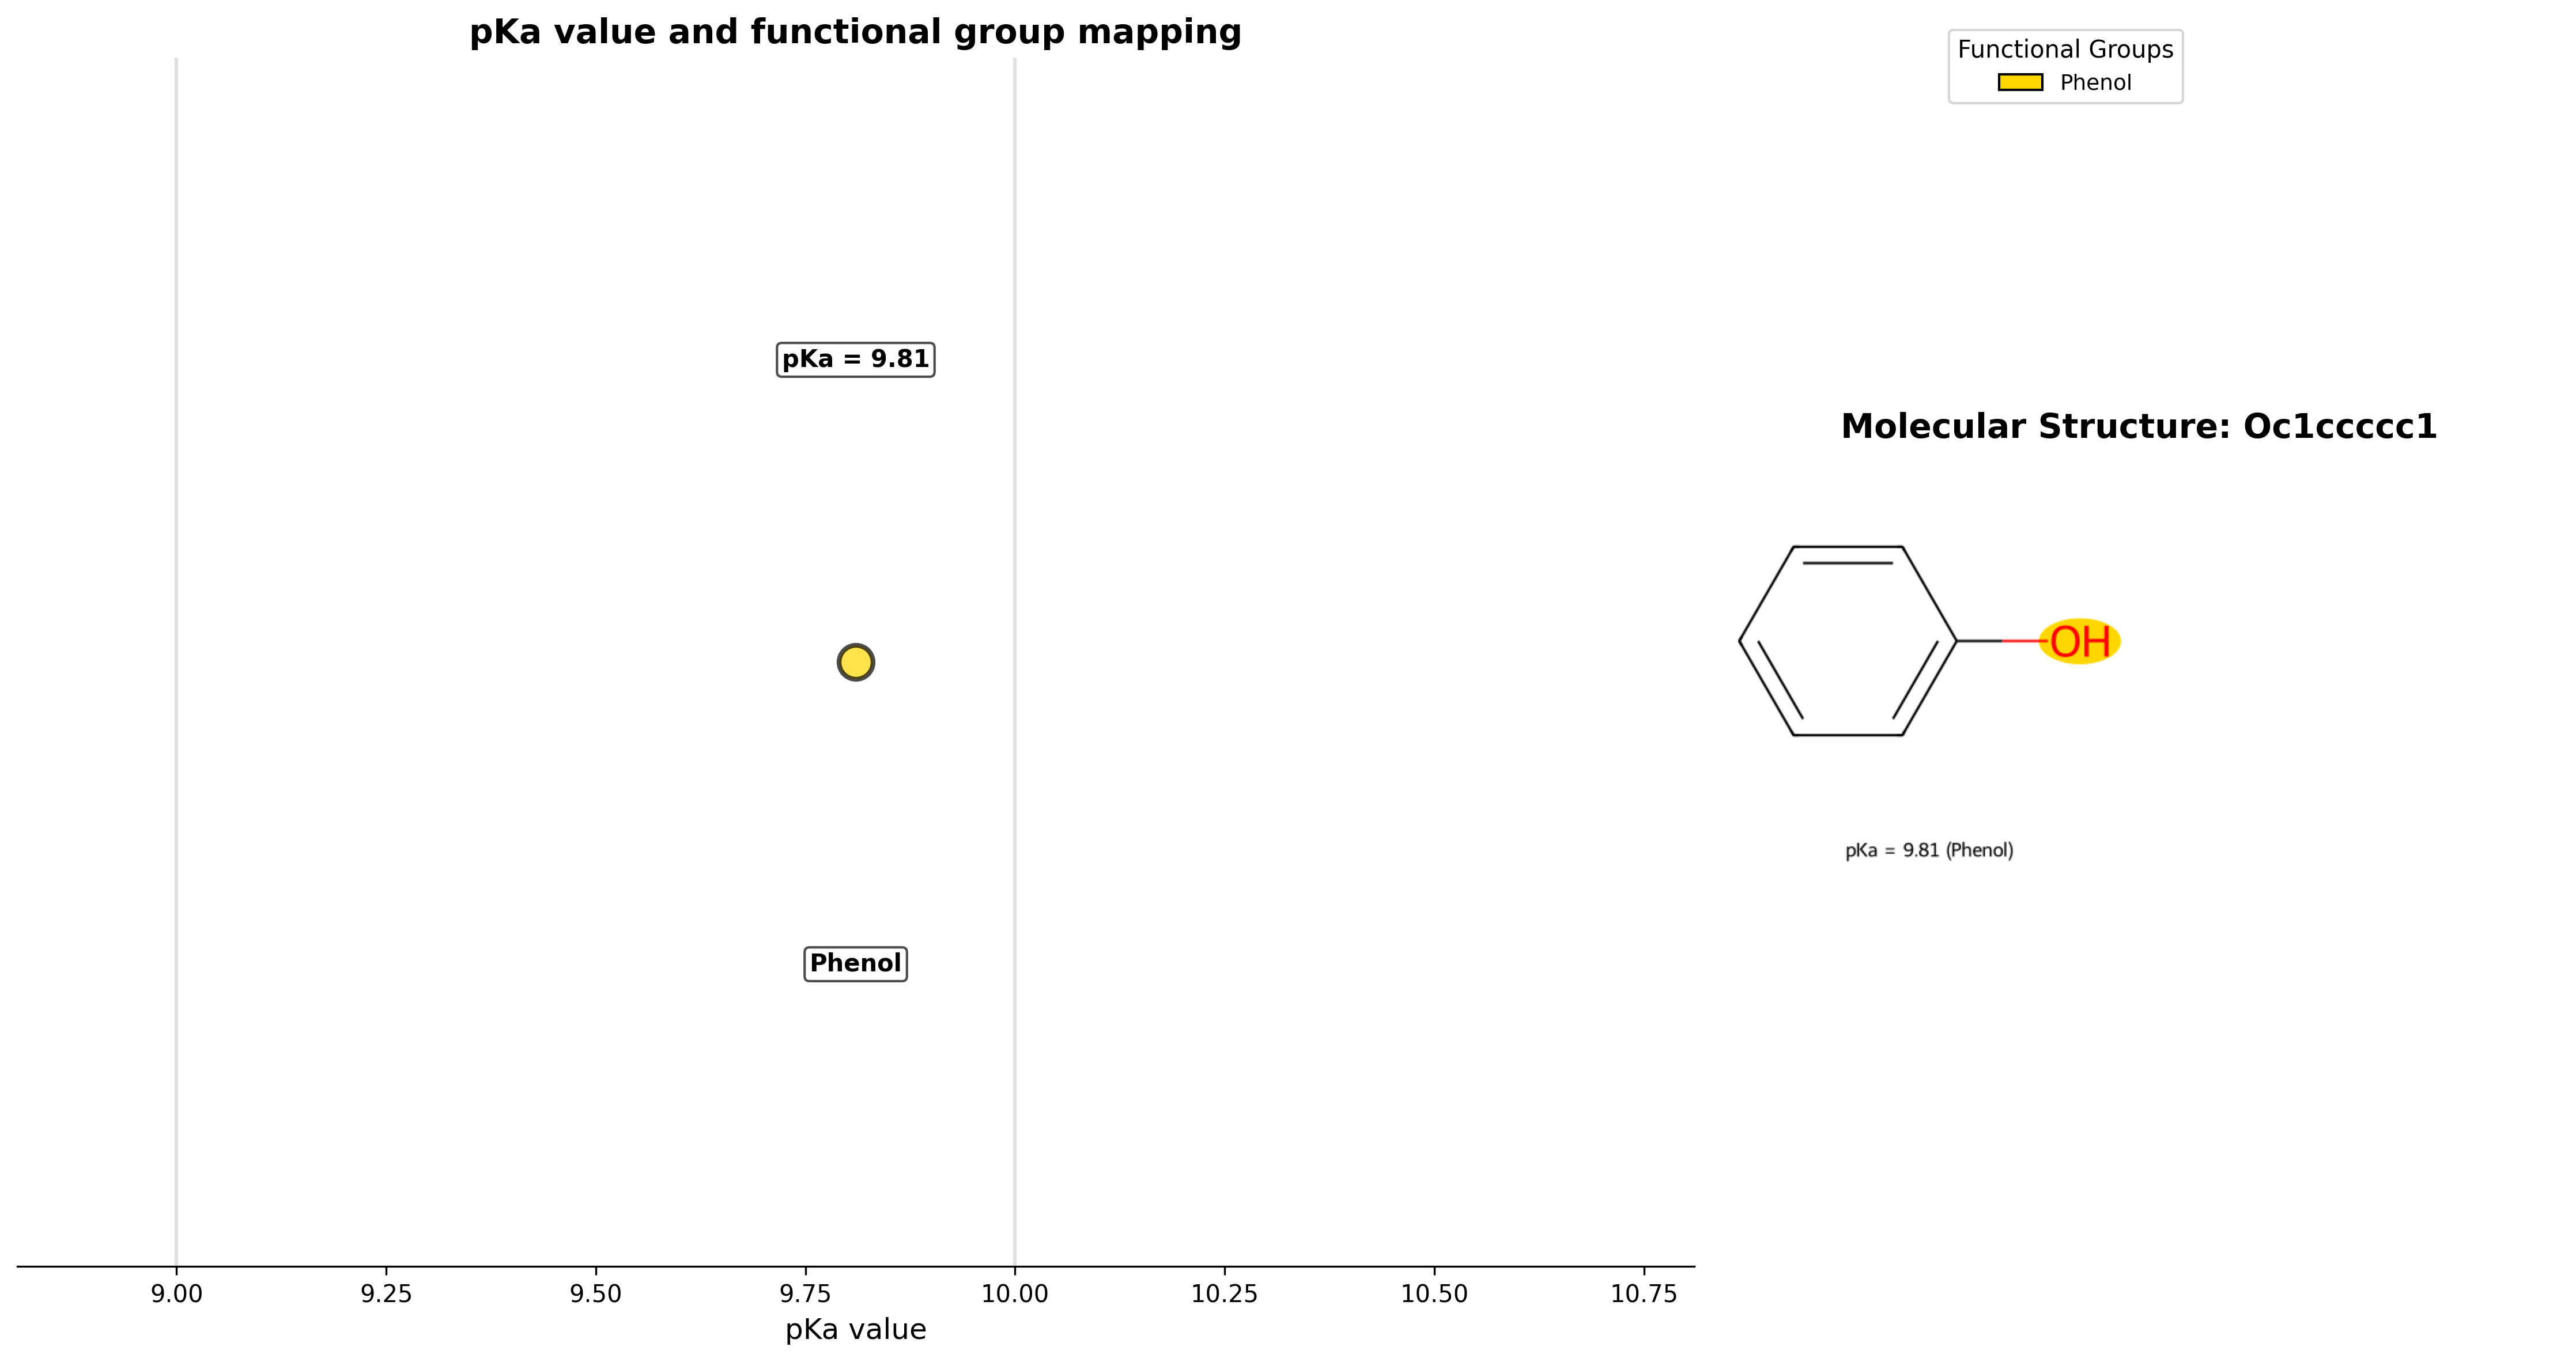 pKa value and functional group mapping
Functional Groups
Phenol
pKa = 9.81
Molecular Structure: Oc1ccccc1
OH
pKa = 9.81 (Phenol)
Phenol
9.00 9.25 9.50 9.75 10.00 10.25 10.50 10.75
pKa value